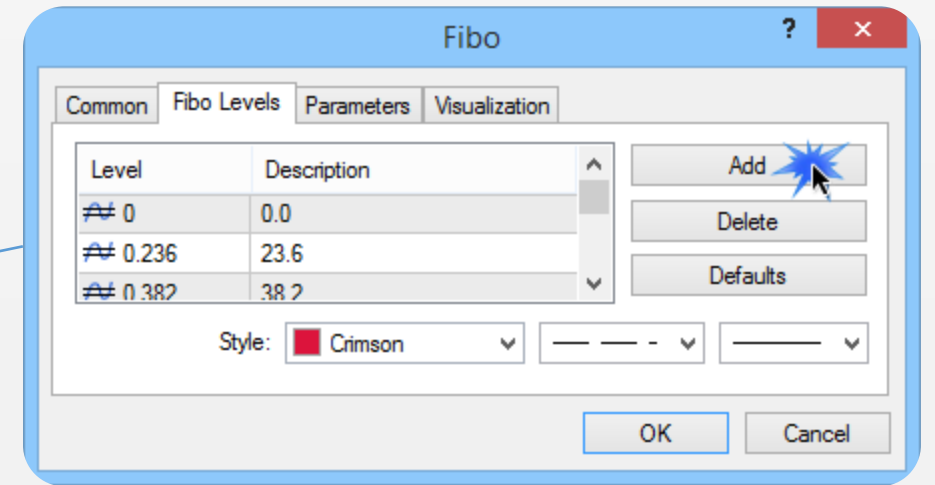 Fibo
?
Common Fibo Levels Parameters Visualization
Level Description
0 0.0
0.236 23.6
0.382 38.2
Add
Delete
Defaults
Style: Crimson
OK Cancel